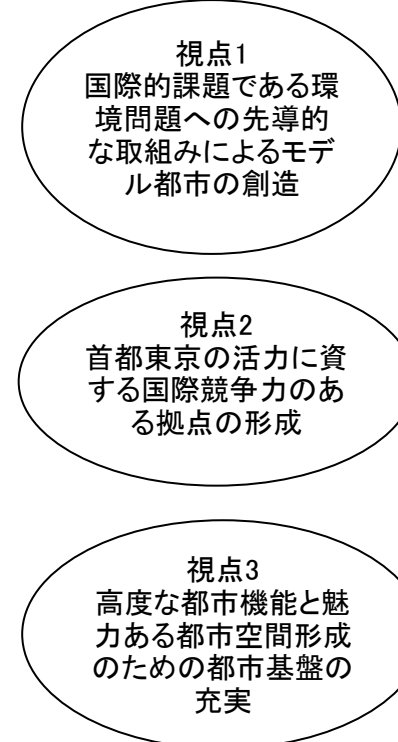 視点1
国際的課題である環
境問題への先導的
な取組みによるモデ
ル都市の創造
視点2
首都東京の活力に資
する国際競争力のあ
る拠点の形成
視点3
高度な都市機能と魅
力ある都市空間形成
のための都市基盤の
充実